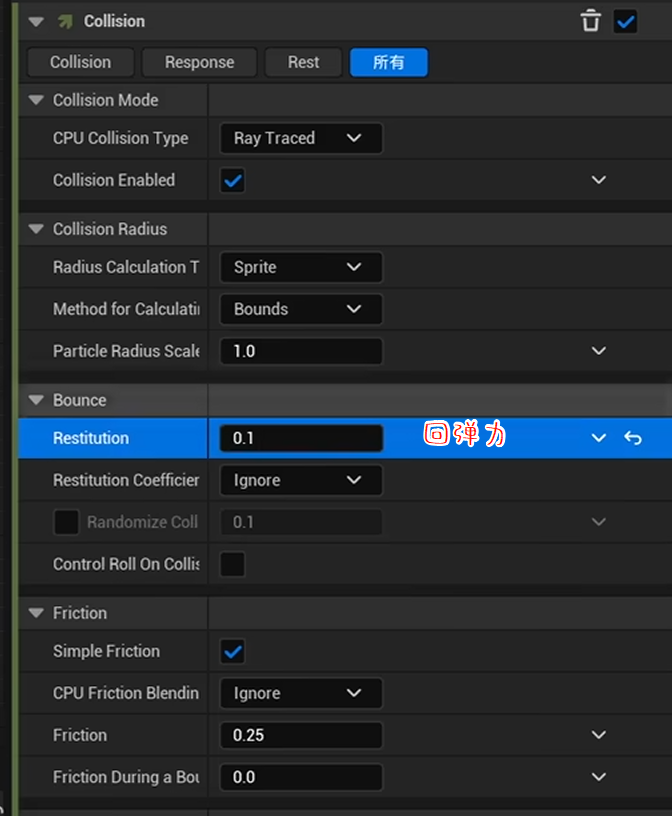 Collision
Collision Response Rest 所有
Collision Mode
CPU Collision Type Ray Traced
Collision Enabled
Collision Radius
Radius Calculation T Sprite
Method for Calculati Bounds
Particle Radius Scale 1.0
Bounce
Restitution 0.1 回弹力
Restitution Coefficier Ignore
Randomize Coll 0.1
Control Roll On Collis
Friction
Simple Friction
CPU Friction Blendin Ignore
Friction 0.25
Friction During a Bou 0.0